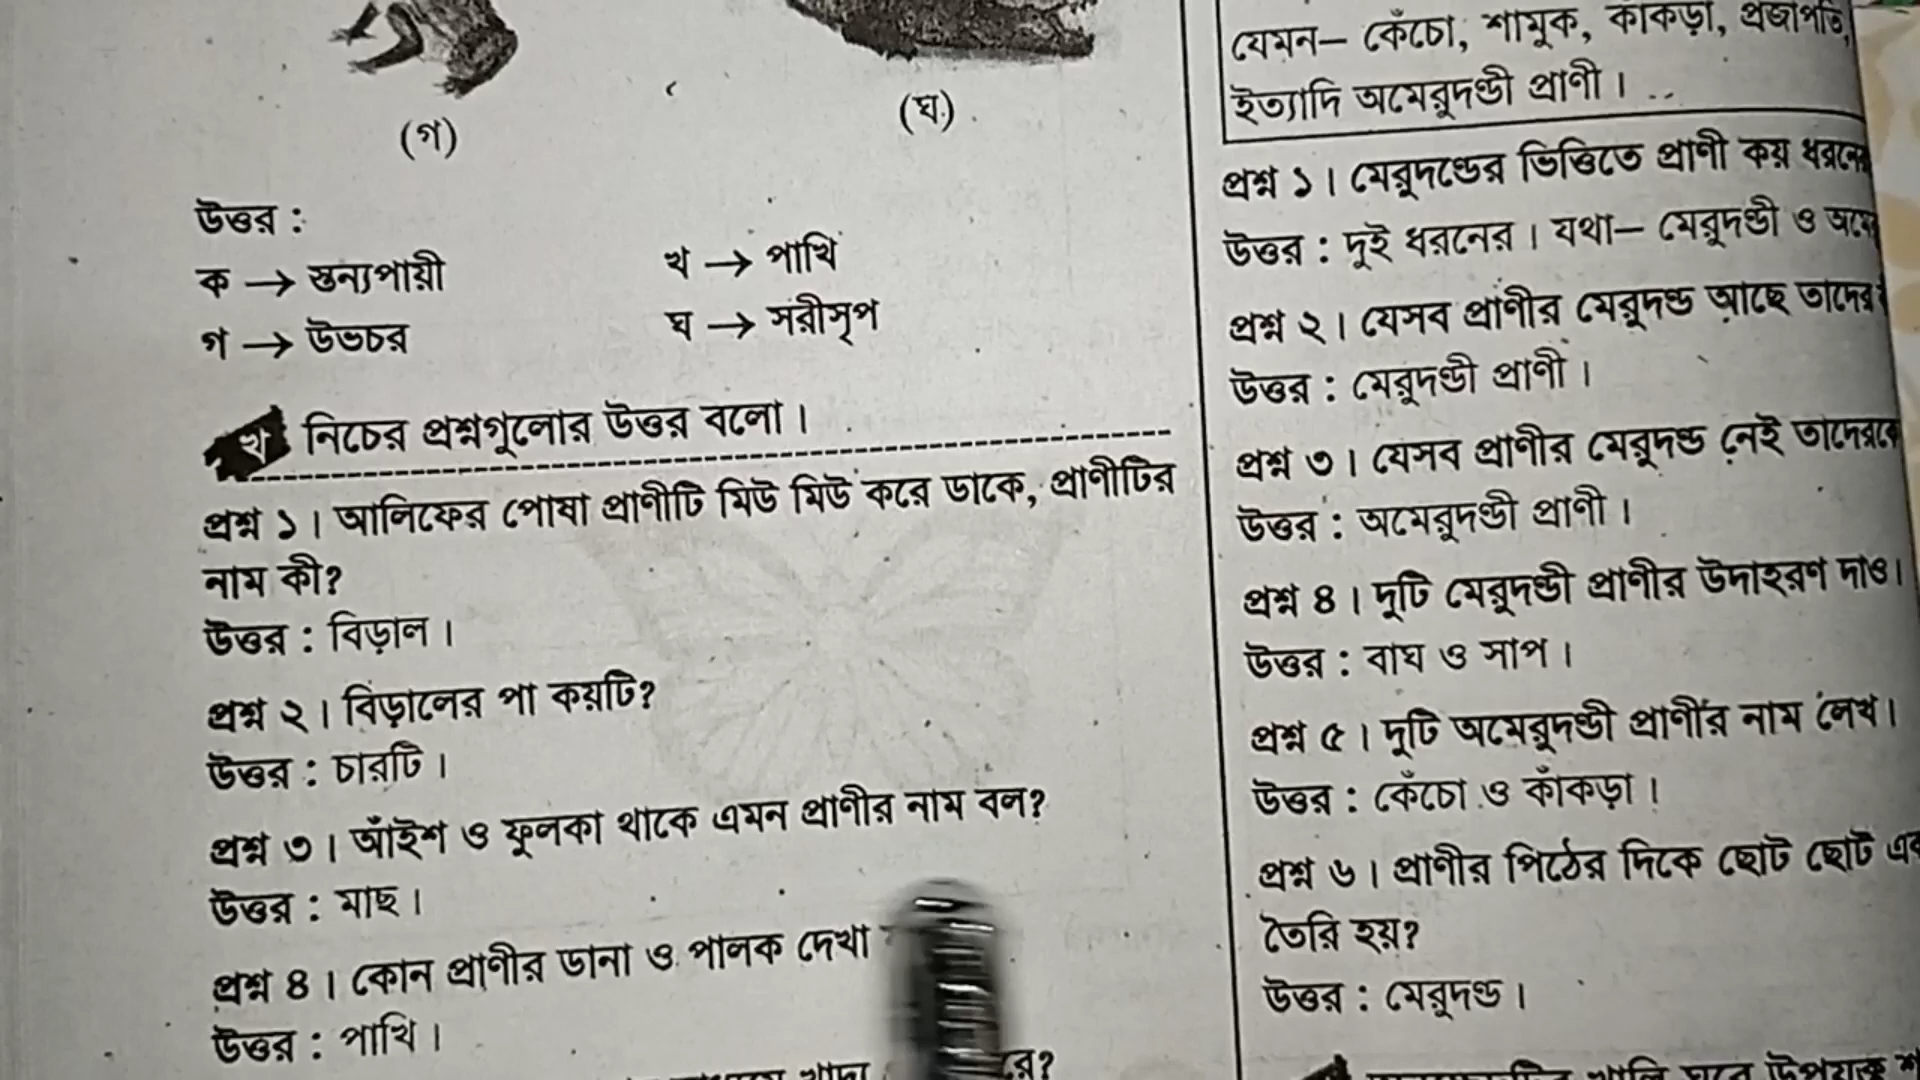 (গ)
(ঘ)
উত্তর :
ক → স্তন্যপায়ী
খ → পাখি
গ → উভচর
ঘ → সরীসৃপ
খ নিচের প্রশ্নগুলোর উত্তর বলো।
প্রশ্ন ১। আলিফের পোষা প্রাণীটি মিউ মিউ করে ডাকে, প্রাণীটির
নাম কী?
উত্তর : বিড়াল।
প্রশ্ন ২। বিড়ালের পা কয়টি?
উত্তর : চারটি।
প্রশ্ন ৩। আঁইশ ও ফুলকা থাকে এমন প্রাণীর নাম বল?
উত্তর : মাছ।
প্রশ্ন ৪। কোন প্রাণীর ডানা ও পালক দেখা
উত্তর : পাখি।
যেমন– কেঁচো, শামুক, কাঁকড়া, প্রজাপতি,
ইত্যাদি অমেরুদণ্ডী প্রাণী।
প্রশ্ন ১। মেরুদণ্ডের ভিত্তিতে প্রাণী কয় ধরনের
উত্তর : দুই ধরনের। যথা– মেরুদণ্ডী ও
প্রশ্ন ২। যেসব প্রাণীর মেরুদণ্ড আছে তাদের
উত্তর : মেরুদণ্ডী প্রাণী।
প্রশ্ন ৩। যেসব প্রাণীর মেরুদণ্ড নেই তাদেরকে
উত্তর : অমেরুদণ্ডী প্রাণী।
প্রশ্ন ৪। দুটি মেরুদণ্ডী প্রাণীর উদাহরণ দাও।
উত্তর : বাঘ ও সাপ।
প্রশ্ন ৫। দুটি অমেরুদণ্ডী প্রাণীর নাম লেখ।
উত্তর : কেঁচো ও কাঁকড়া।
প্রশ্ন ৬। প্রাণীর পিঠের দিকে ছোট ছোট
তৈরি হয়?
উত্তর : মেরুদণ্ড।